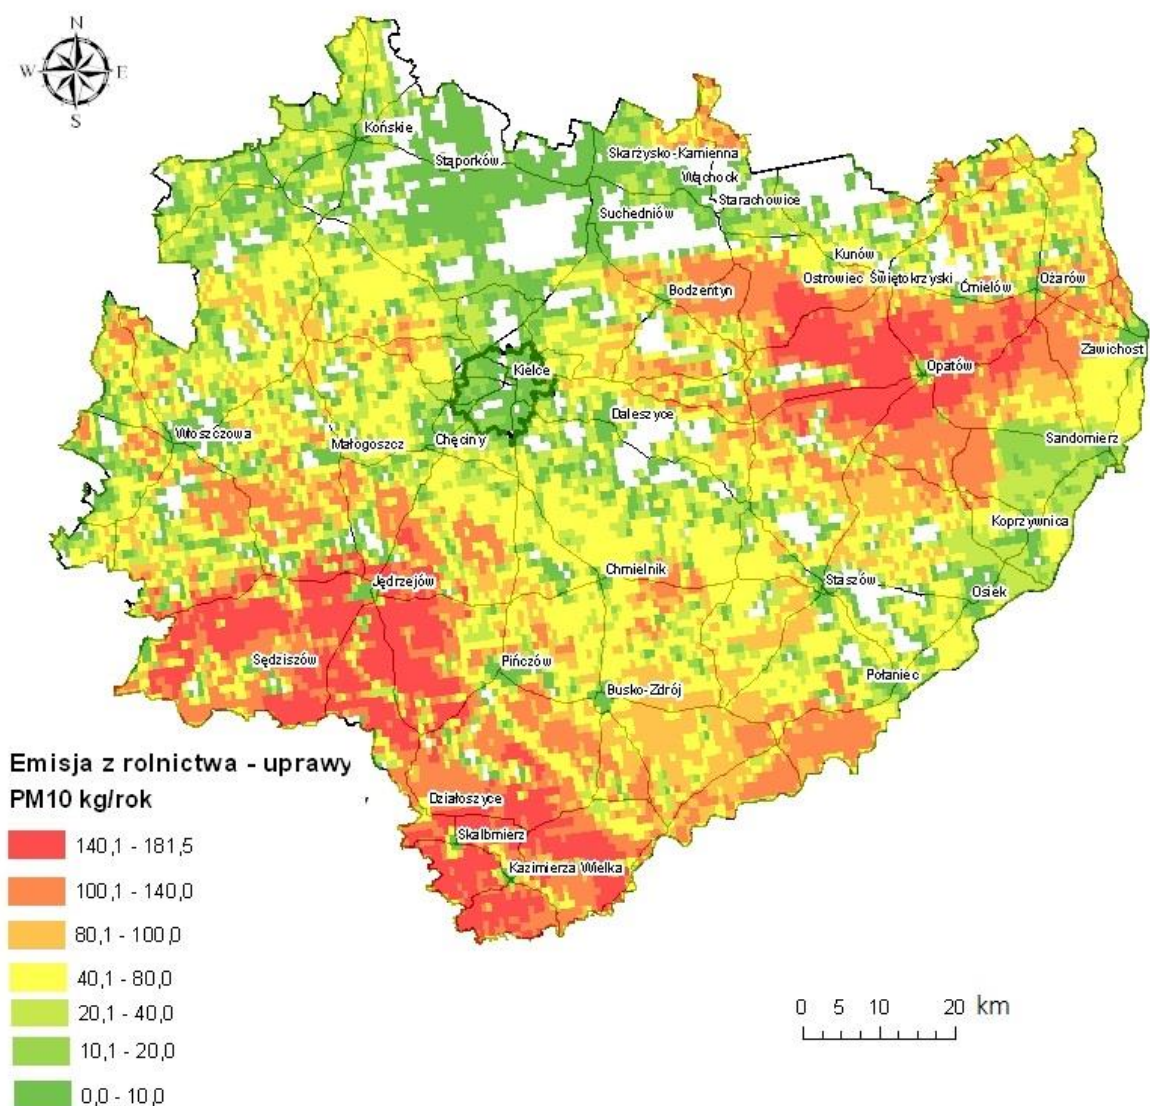 N
W E
S
Końskie
Stąporków
Skarżysko-Kamienna
Wąchock
Starachowice
Suchedniów
Kunów
Ostrowiec Świętokrzyski
Ćmielów
Ożarów
Bodzentyn
Zawichost
Kielce
Opatów
Daleszyce
Włoszczowa
Małogoszcz
Chęciny
Sandomierz
Koprzywnica
Chmielnik
Jędrzejów
Staszów
Osiek
Sędziszów
Pińczów
Połaniec
Busko-Zdrój
Działoszyce
Skalbmierz
Kazimierza Wielka
Emisja z rolnictwa - uprawy
PM10 kg/rok
140,1 - 181,5
100,1 - 140,0
80,1 - 100,0
40,1 - 80,0
20,1 - 40,0
10,1 - 20,0
0,0 - 10,0
0 5 10 20 km